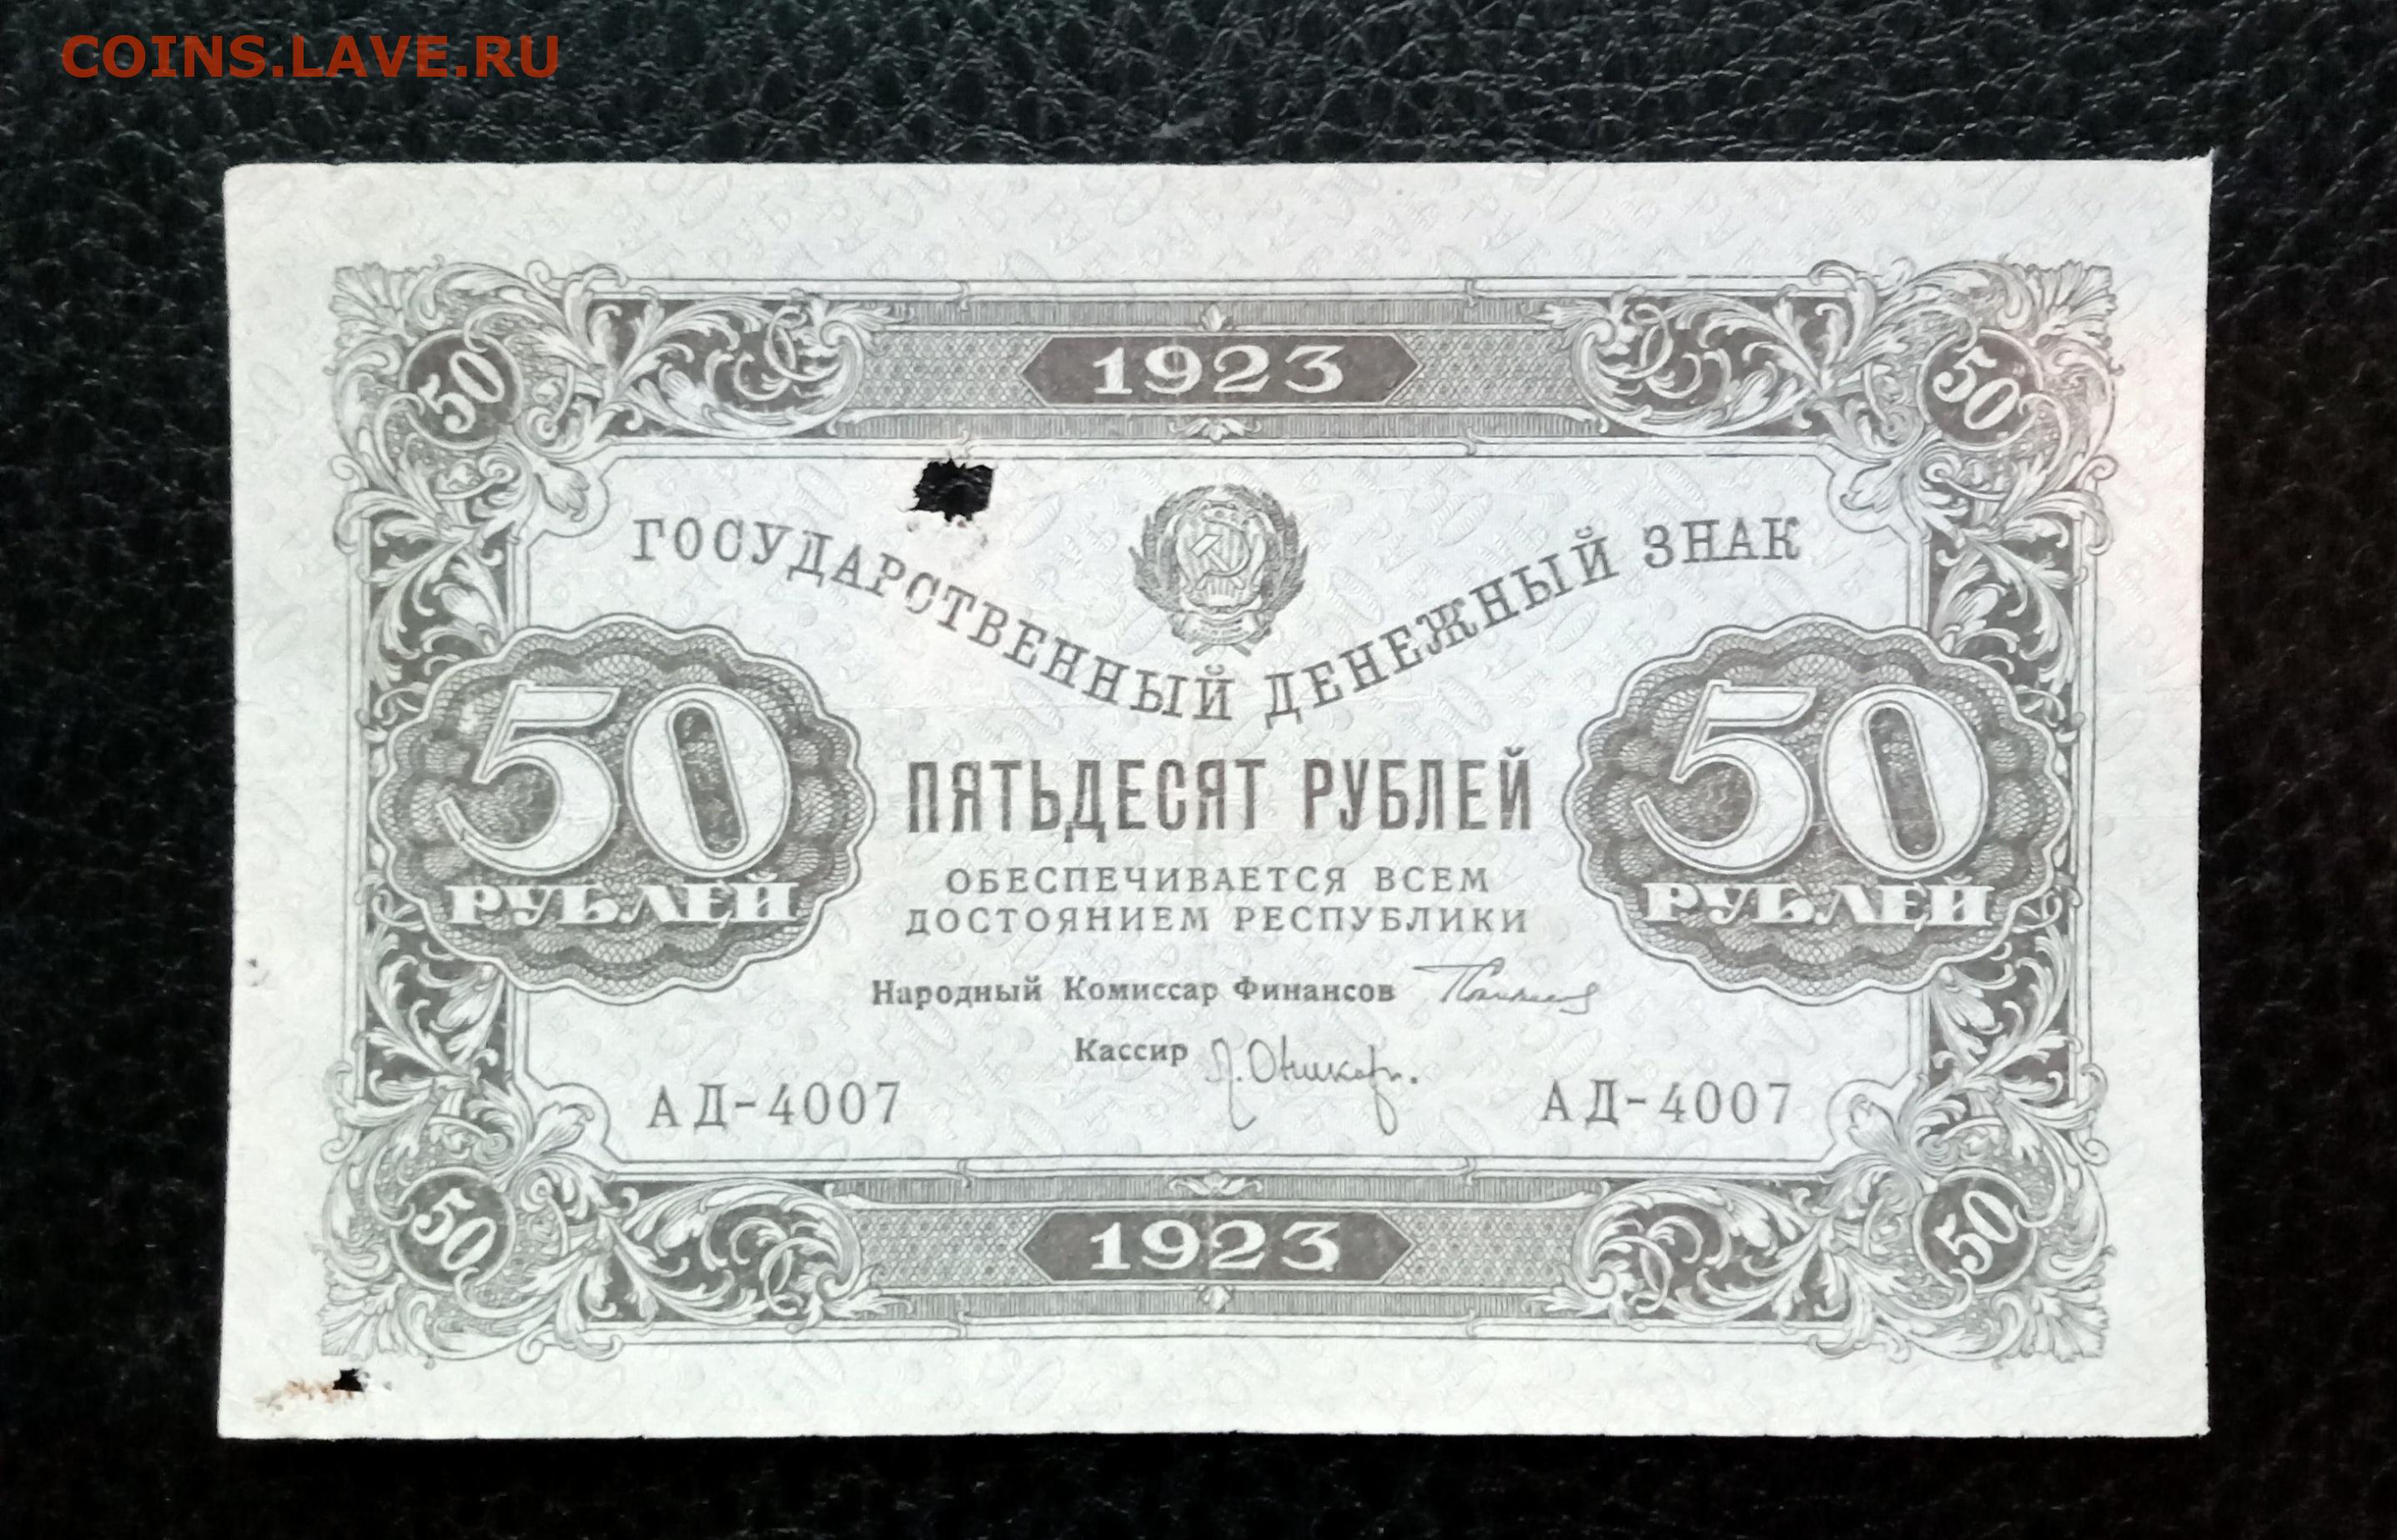 COINS.LAVE.RU
1923
50 50
ГОСУДАРСТВЕННЫЙ ДЕНЕЖНЫЙ ЗНАК
50 РУБЛЕЙ
50 РУБЛЕЙ
ПЯТЬДЕСЯТ РУБЛЕЙ
ОБЕСПЕЧИВАЕТСЯ ВСЕМ
ДОСТОЯНИЕМ РЕСПУБЛИКИ
Народный Комиссар Финансов
Кассир
АД-4007 АД-4007
50 50
1923